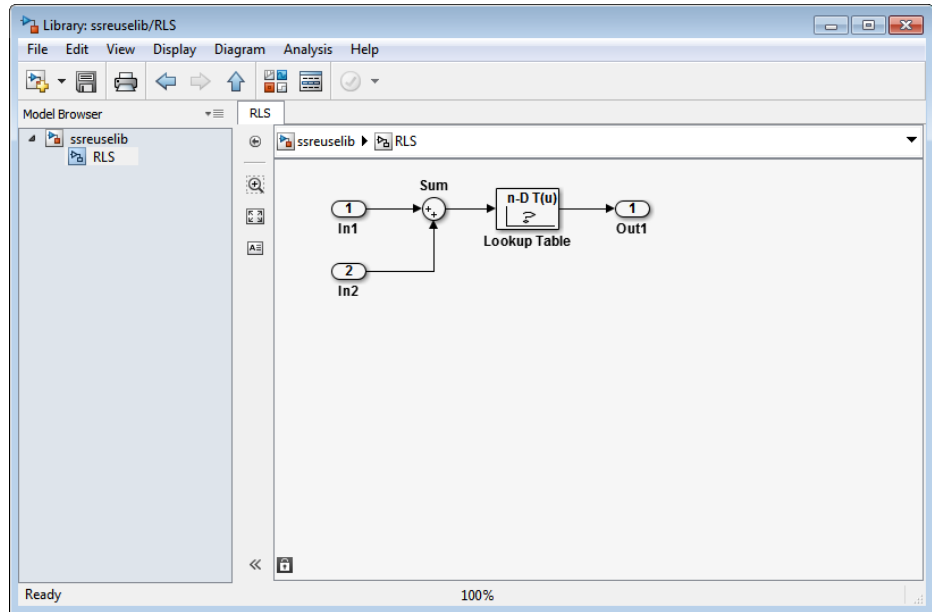 Library: ssreuselib/RLS
File Edit View Display Diagram Analysis Help
Model Browser
RLS
ssreuselib
RLS
ssreuselib RLS
Sum
n-D T(u)
1
+
+
?
1
In1
Lookup Table
Out1
2
In2
Ready
100%